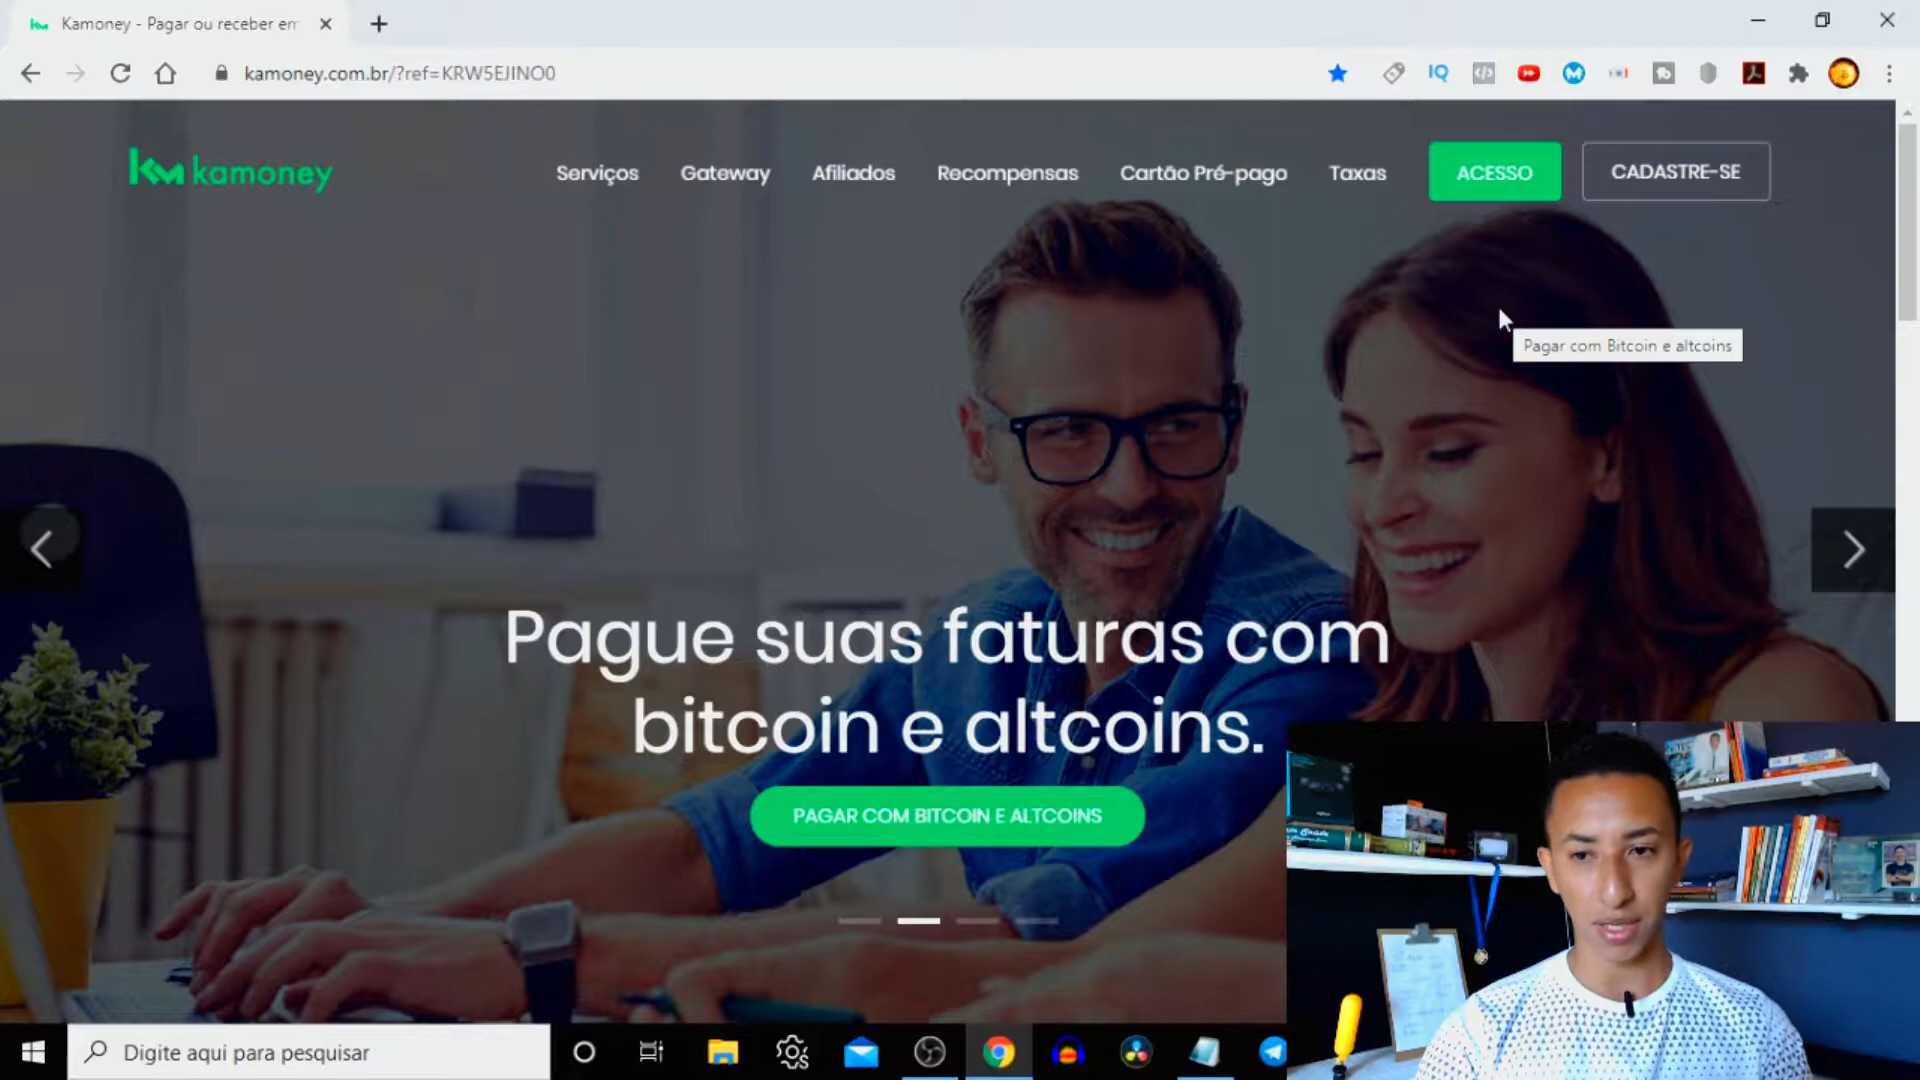 Kamoney - Pagar ou receber em
kamoney.com.br/?ref=KRW5EJINO0
IQ
kamoney
Serviços
Gateway
Afiliados
Recompensas
Cartão Pré-pago
Taxas
ACESSO
CADASTRE-SE
Pagar com Bitcoin e altcoins
Pague suas faturas com
bitcoin e altcoins.
PAGAR COM BITCOIN E ALTCOINS
Digite aqui para pesquisar